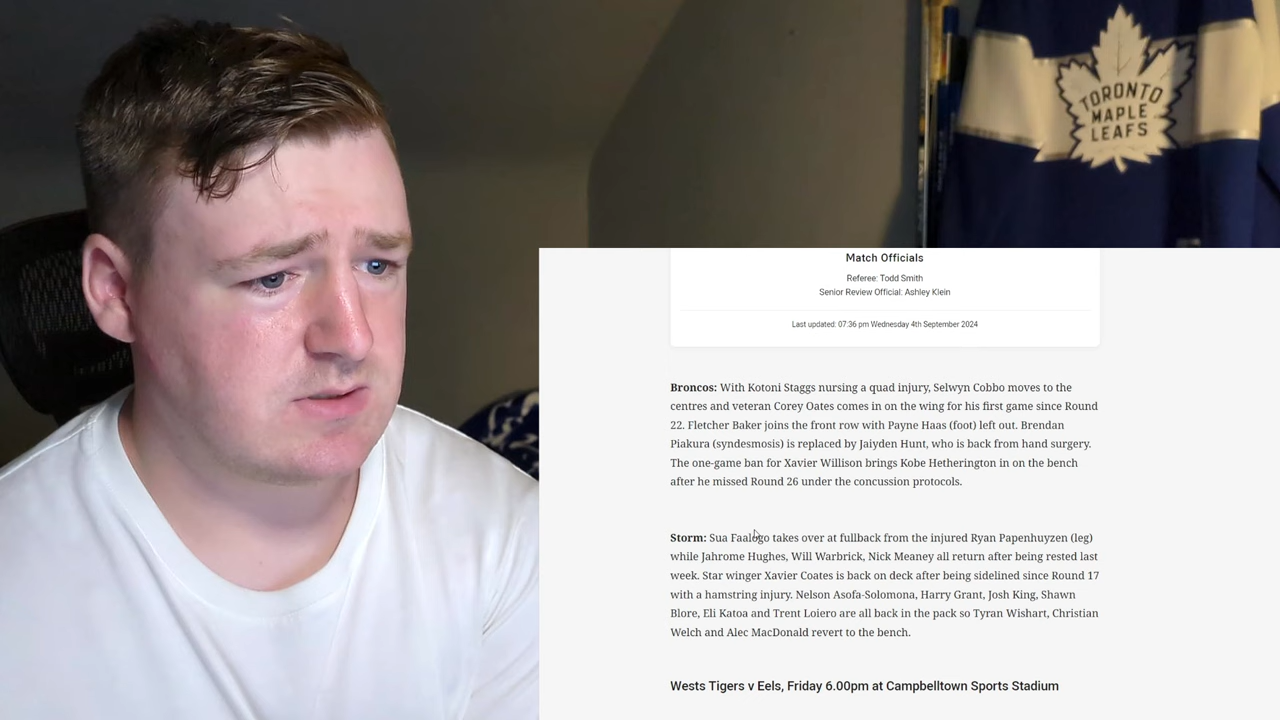 TORONTO
MAPLE
LEAFS
Match Officials
Referee: Todd Smith
Senior Review Official: Ashley Klein
Last updated: 07:36 pm Wednesday 4th September 2024
Broncos: With Kotoni Staggs nursing a quad injury, Selwyn Cobbo moves to the
centres and veteran Corey Oates comes in on the wing for his first game since Round
22. Fletcher Baker joins the front row with Payne Haas (foot) left out. Brendan
Piakura (syndesmosis) is replaced by Jaiyden Hunt, who is back from hand surgery.
The one-game ban for Xavier Willison brings Kobe Hetherington in on the bench
after he missed Round 26 under the concussion protocols.
Storm: Sua Faalogo takes over at fullback from the injured Ryan Papenhuyzen (leg)
while Jahrome Hughes, Will Warbrick, Nick Meaney all return after being rested last
week. Star winger Xavier Coates is back on deck after being sidelined since Round 17
with a hamstring injury. Nelson Asofa-Solomona, Harry Grant, Josh King, Shawn
Blore, Eli Katoa and Trent Loiero are all back in the pack so Tyran Wishart, Christian
Welch and Alec MacDonald revert to the bench.
Wests Tigers v Eels, Friday 6.00pm at Campbelltown Sports Stadium